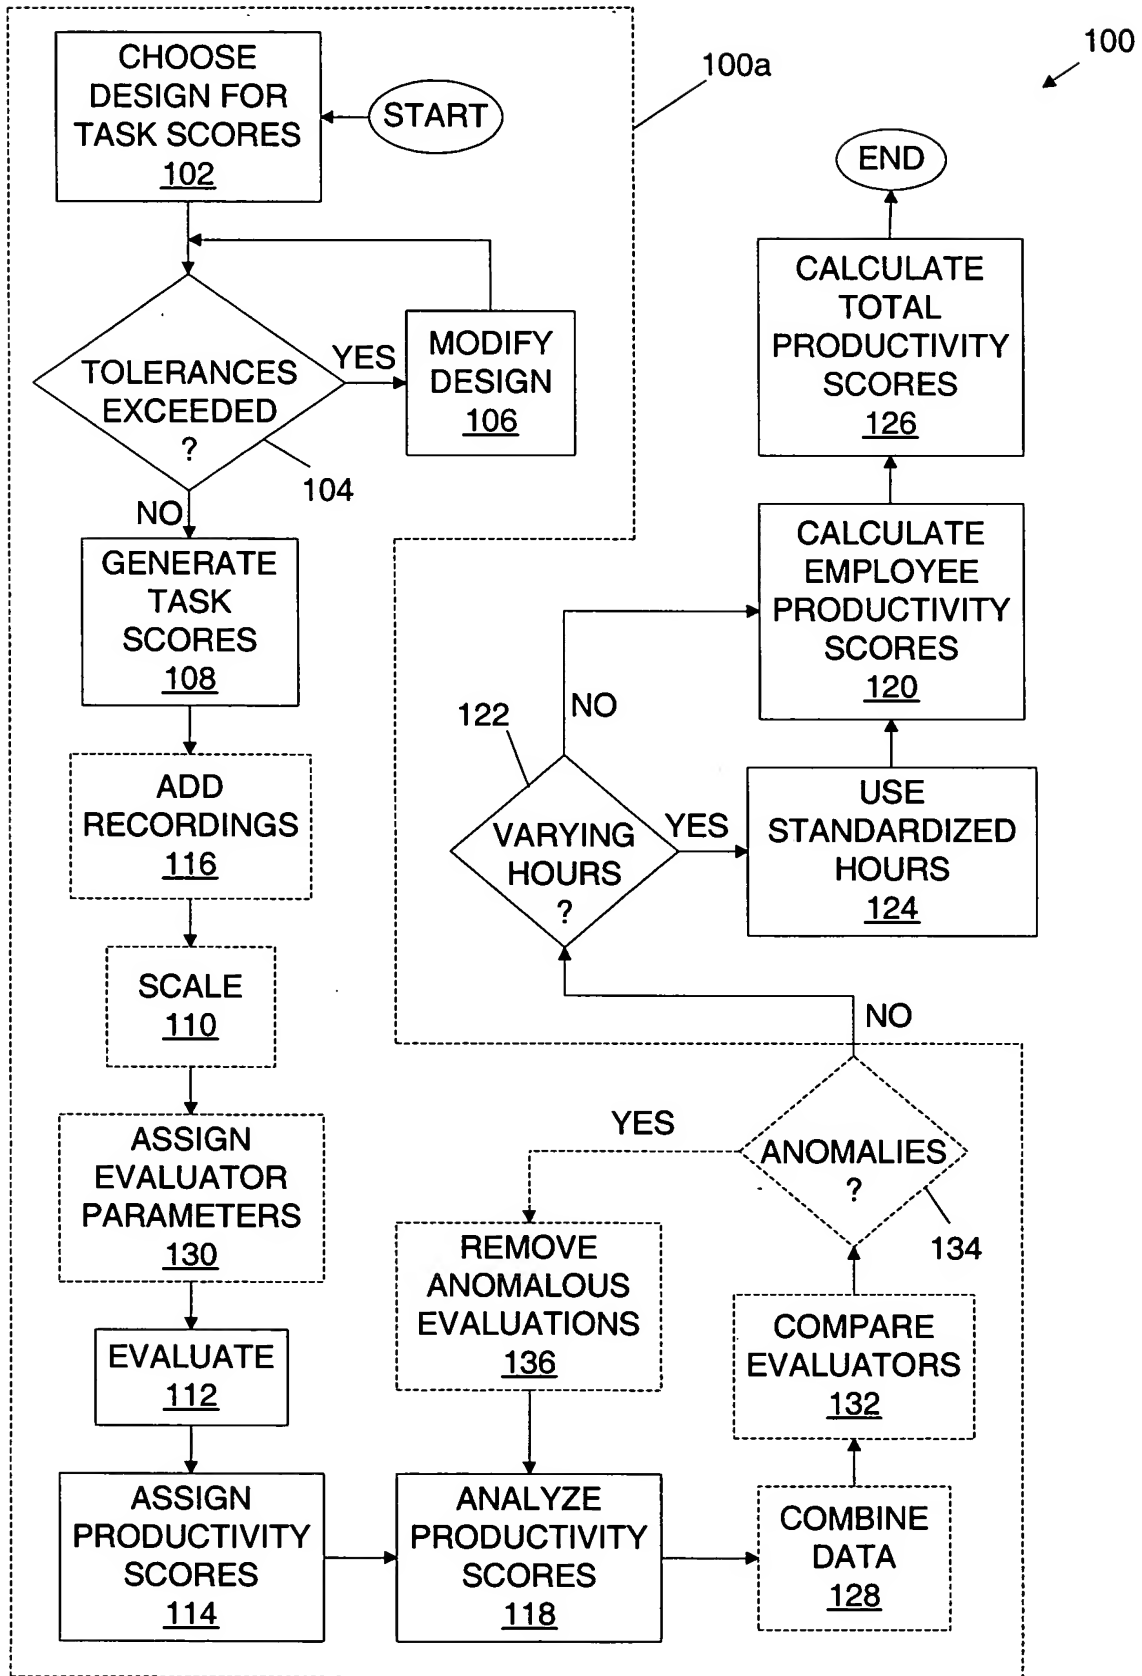 100
100a
START
CHOOSE
DESIGN FOR
TASK SCORES
102
TOLERANCES
EXCEEDED
?
104
YES
MODIFY
DESIGN
106
NO
GENERATE
TASK
SCORES
108
ADD
RECORDINGS
116
SCALE
110
ASSIGN
EVALUATOR
PARAMETERS
130
EVALUATE
112
ASSIGN
PRODUCTIVITY
SCORES
114
ANALYZE
PRODUCTIVITY
SCORES
118
COMBINE
DATA
128
COMPARE
EVALUATORS
132
ANOMALIES
?
134
YES
REMOVE
ANOMALOUS
EVALUATIONS
136
NO
VARYING
HOURS
?
122
YES
USE
STANDARDIZED
HOURS
124
NO
CALCULATE
EMPLOYEE
PRODUCTIVITY
SCORES
120
CALCULATE
TOTAL
PRODUCTIVITY
SCORES
126
END